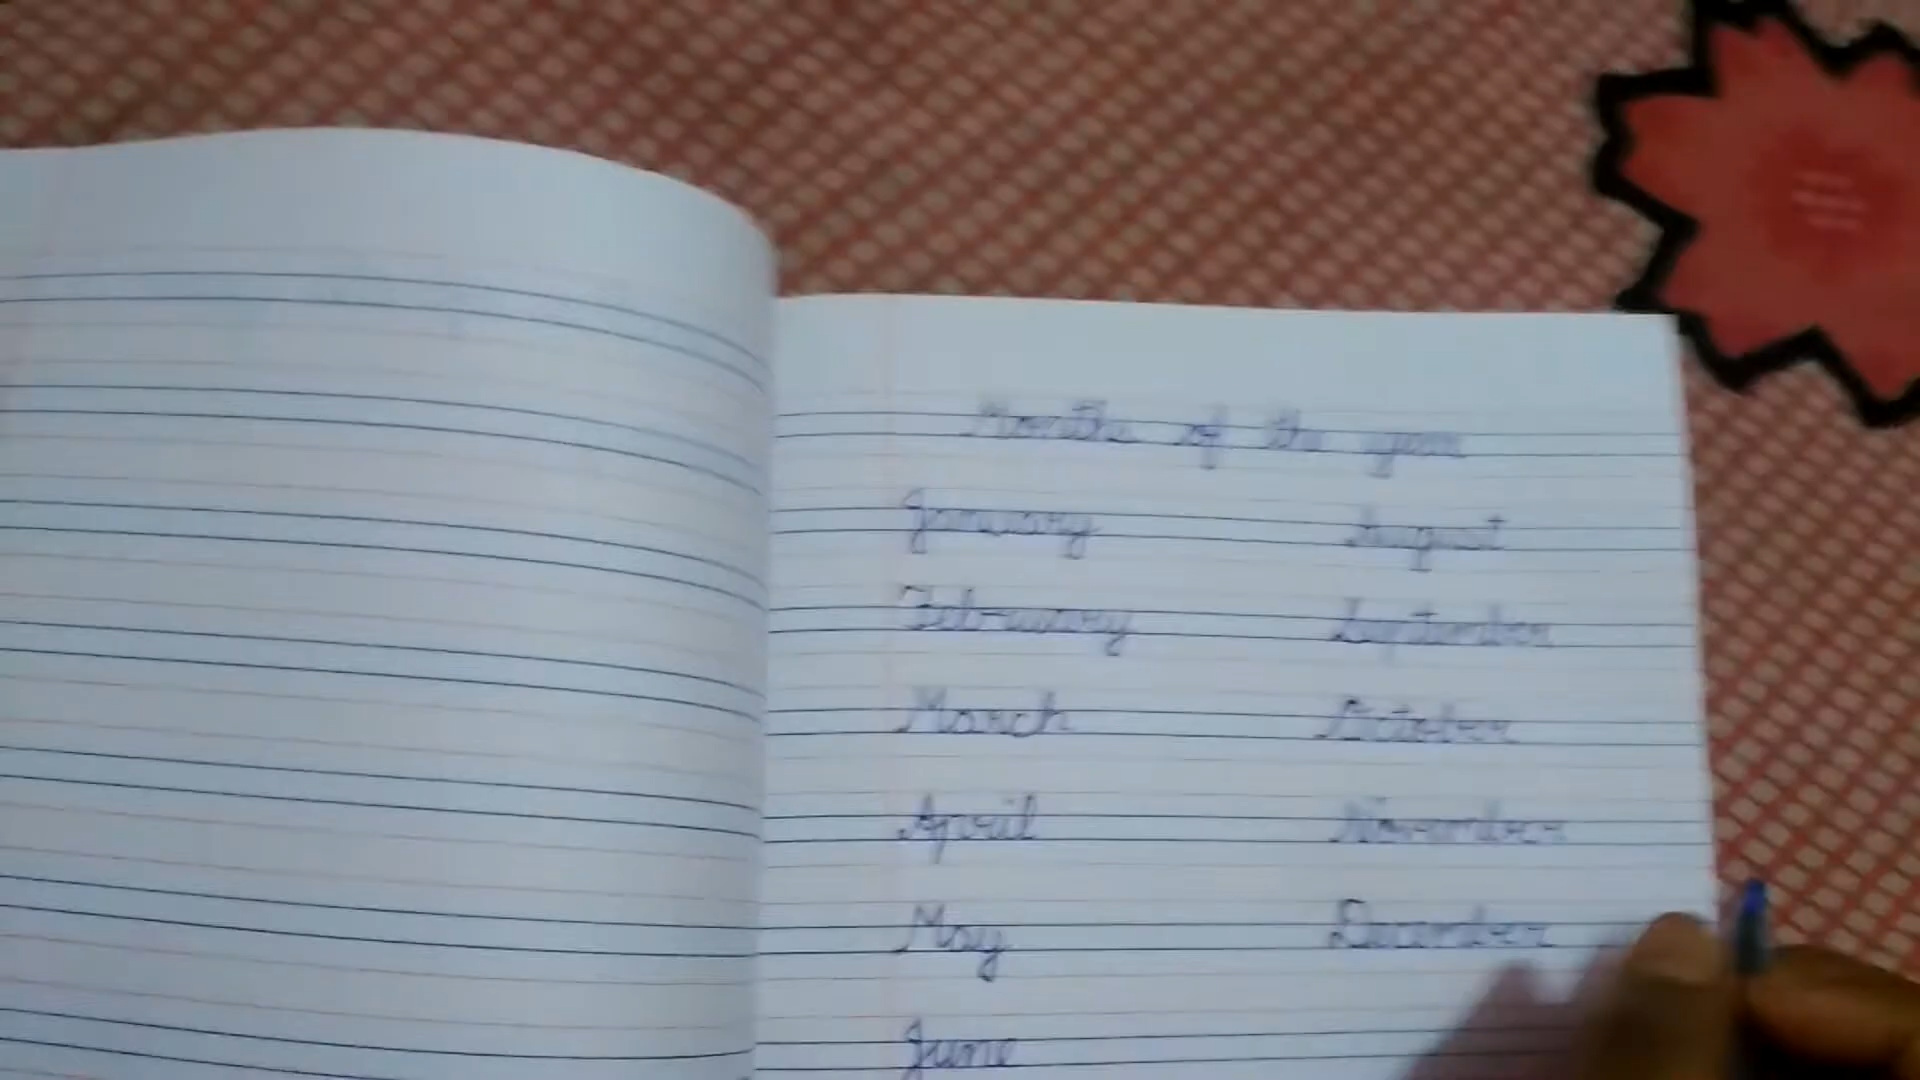 Months of the year
January August
February September
March October
April November
May December
June